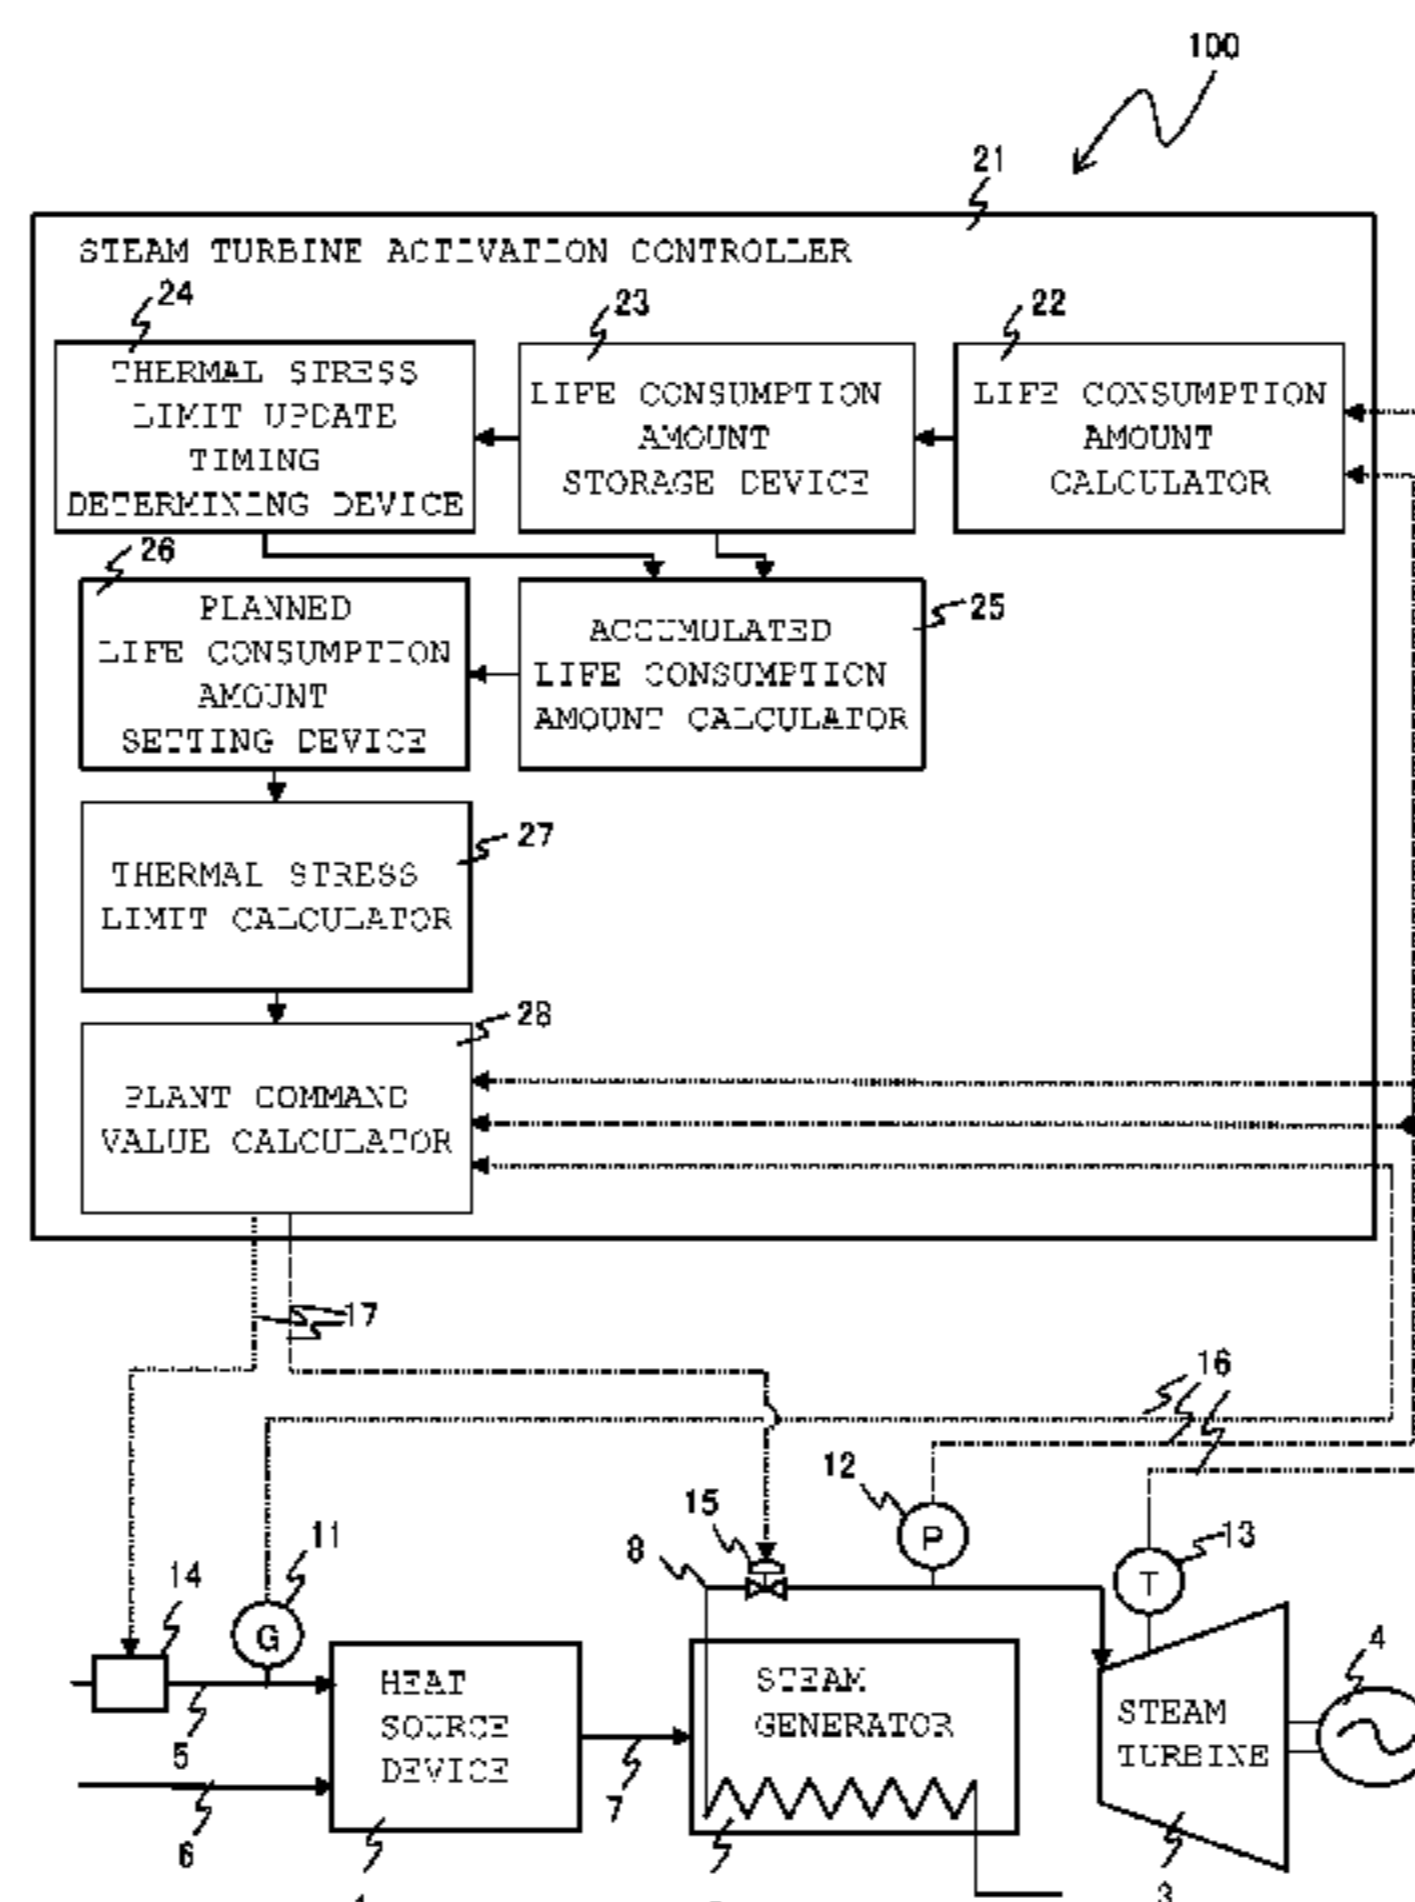 100
21
STEAM TURBINE ACTIVATION CONTROLLER
24
23
22
THERMAL STRESS
LIMIT UPDATE
TIMING
DETERMINING DEVICE
LIFE CONSUMPTION
AMOUNT
STORAGE DEVICE
LIFE CONSUMPTION
AMOUNT
CALCULATOR
26
PLANNED
LIFE CONSUMPTION
AMOUNT
SETTING DEVICE
25
ACCUMULATED
LIFE CONSUMPTION
AMOUNT CALCULATOR
27
THERMAL STRESS
LIMIT CALCULATOR
28
PLANT COMMAND
VALUE CALCULATOR
17
16
12
15
P
13
T
8
11
14
G
HEAT
SOURCE
DEVICE
STEAM
GENERATOR
STEAM
TURBINE
4
5
6
7
3